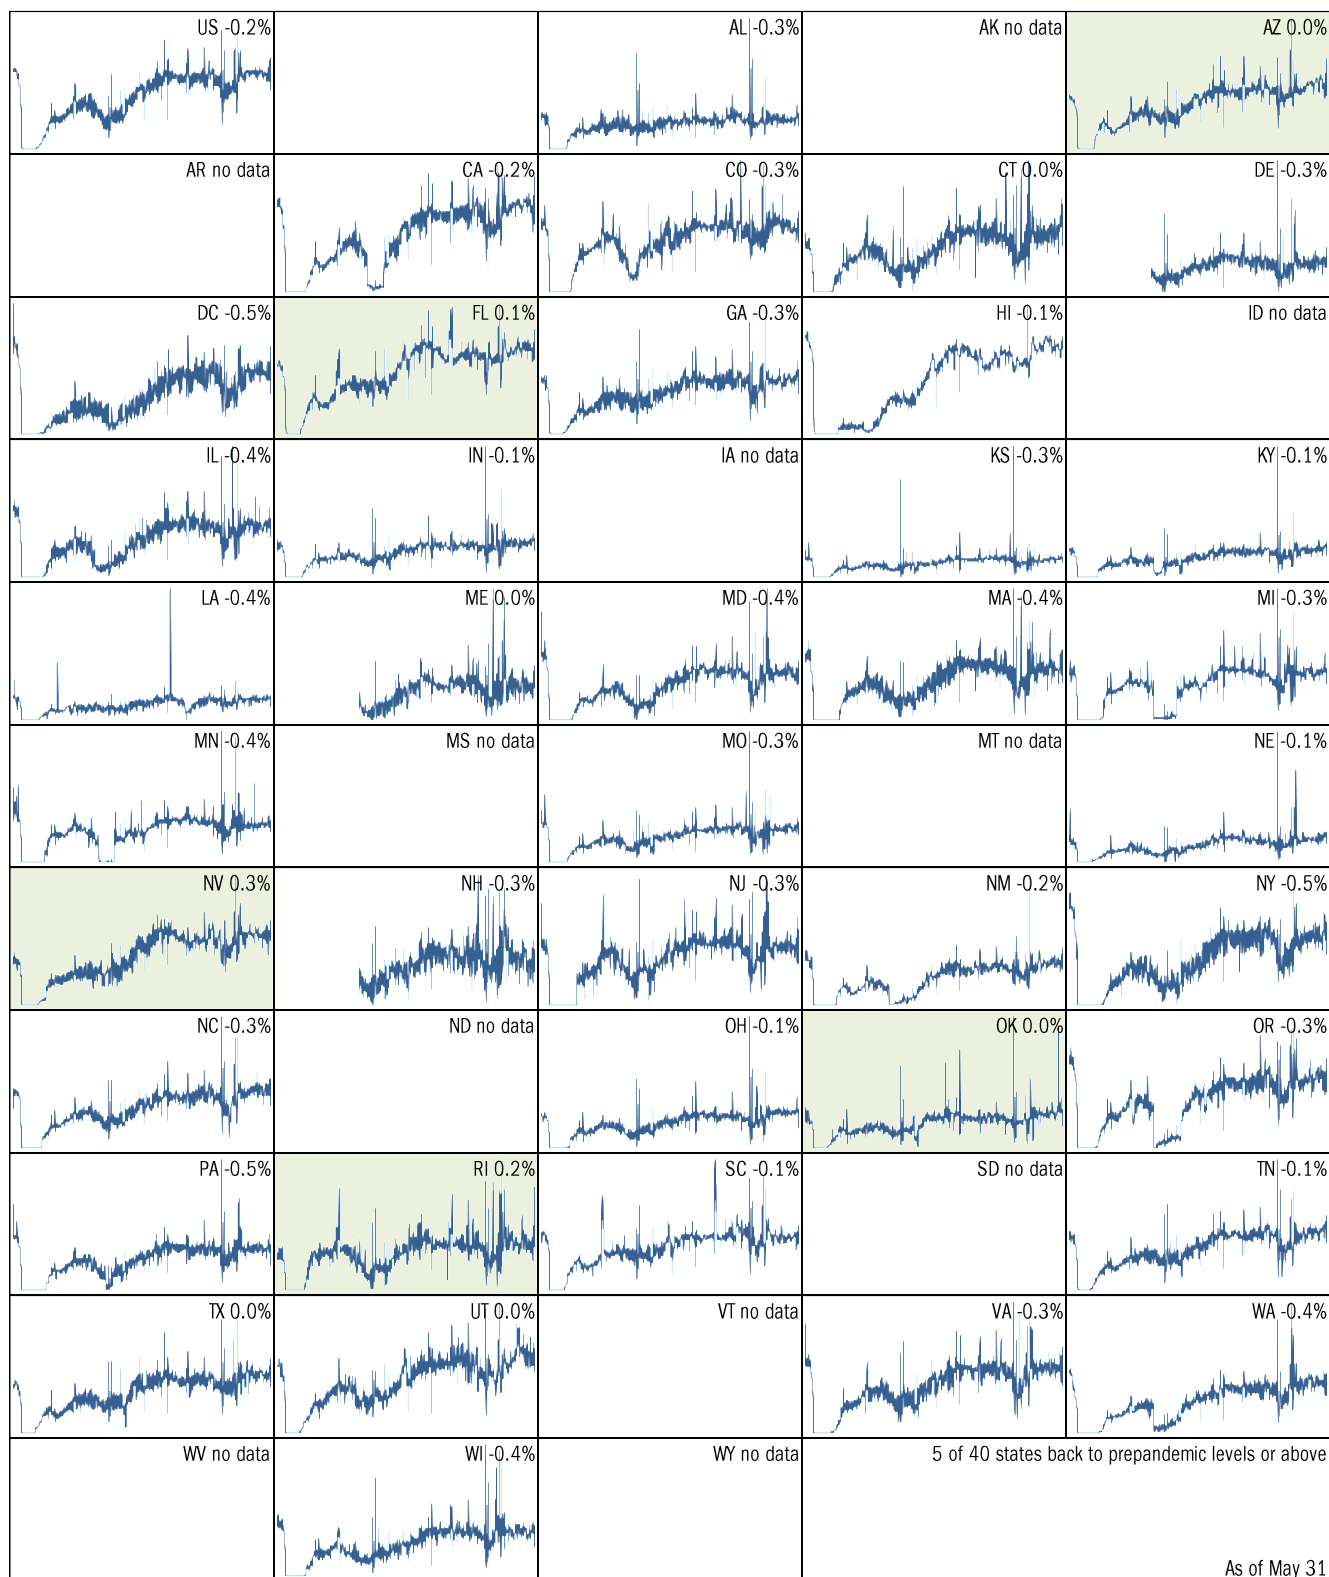 US -0.2%
AL -0.3%
AK no data
AZ 0.0%
AR no data
CA -0.2%
CO -0.3%
CT 0.0%
DE -0.3%
DC -0.5%
FL 0.1%
GA -0.3%
HI -0.1%
ID no data
IL -0.4%
IN -0.1%
IA no data
KS -0.3%
KY -0.1%
LA -0.4%
ME 0.0%
MD -0.4%
MA -0.4%
MI -0.3%
MN -0.4%
MS no data
MO -0.3%
MT no data
NE -0.1%
NV 0.3%
NH -0.3%
NJ -0.3%
NM -0.2%
NY -0.5%
NC -0.3%
ND no data
OH -0.1%
OK 0.0%
OR -0.3%
PA -0.5%
RI 0.2%
SC -0.1%
SD no data
TN -0.1%
TX 0.0%
UT 0.0%
VT no data
VA -0.3%
WA -0.4%
WV no data
WI -0.4%
WY no data
5 of 40 states back to prepandemic levels or above
As of May 31